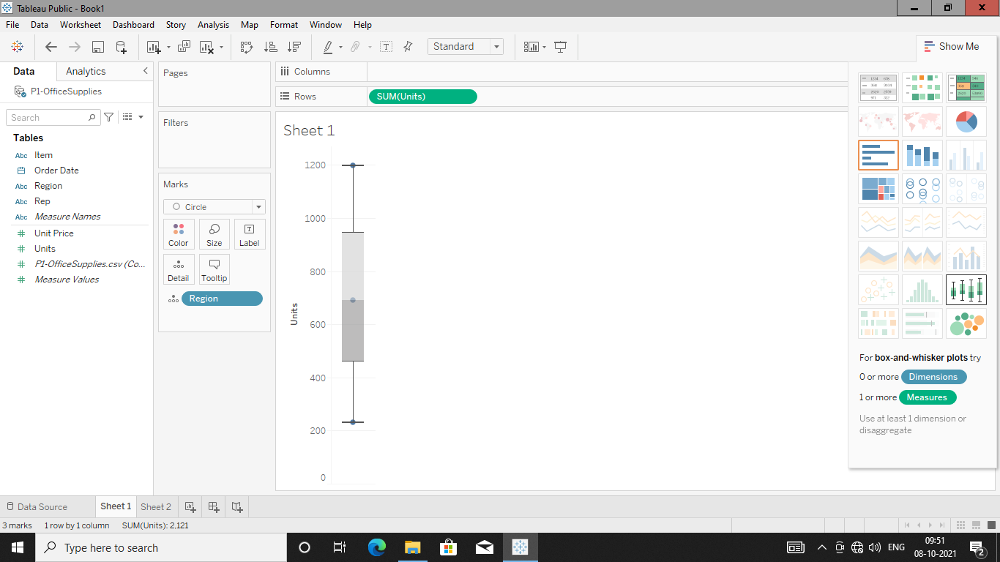 Tableau Public - Book1
File Data Worksheet Dashboard Story Analysis Map Format Window Help
Standard
Show Me
Data Analytics
P1-OfficeSupplies
Search
Tables
Abc Item
Order Date
Abc Region
Abc Rep
Abc Measure Names
Unit Price
Units
P1-OfficeSupplies.csv (Co...
Measure Values
Pages
Filters
Marks
Circle
Color Size Label
Detail Tooltip
Region
Columns
Rows SUM(Units)
Sheet 1
1200
1000
800
600
400
200
0
Units
For box-and-whisker plots try
0 or more Dimensions
1 or more Measures
Use at least 1 dimension or
disaggregate
Data Source Sheet 1 Sheet 2
3 marks 1 row by 1 column SUM(Units): 2,121
Type here to search
ENG
09:51
08-10-2021
2